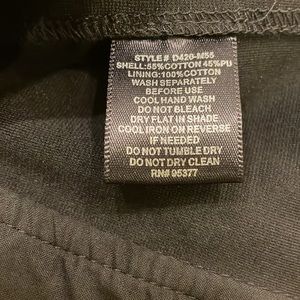 STYLE# D420-M55
SHELL:55%COTTON 45%PU
LINING:100%COTTON
WASH SEPARATELY
BEFORE USE
COOL HAND WASH
DO NOT BLEACH
DRY FLAT IN SHADE
COOL IRON ON REVERSE
IF NEEDED
DO NOT TUMBLE DRY
DO NOT DRY CLEAN
RN# 95377